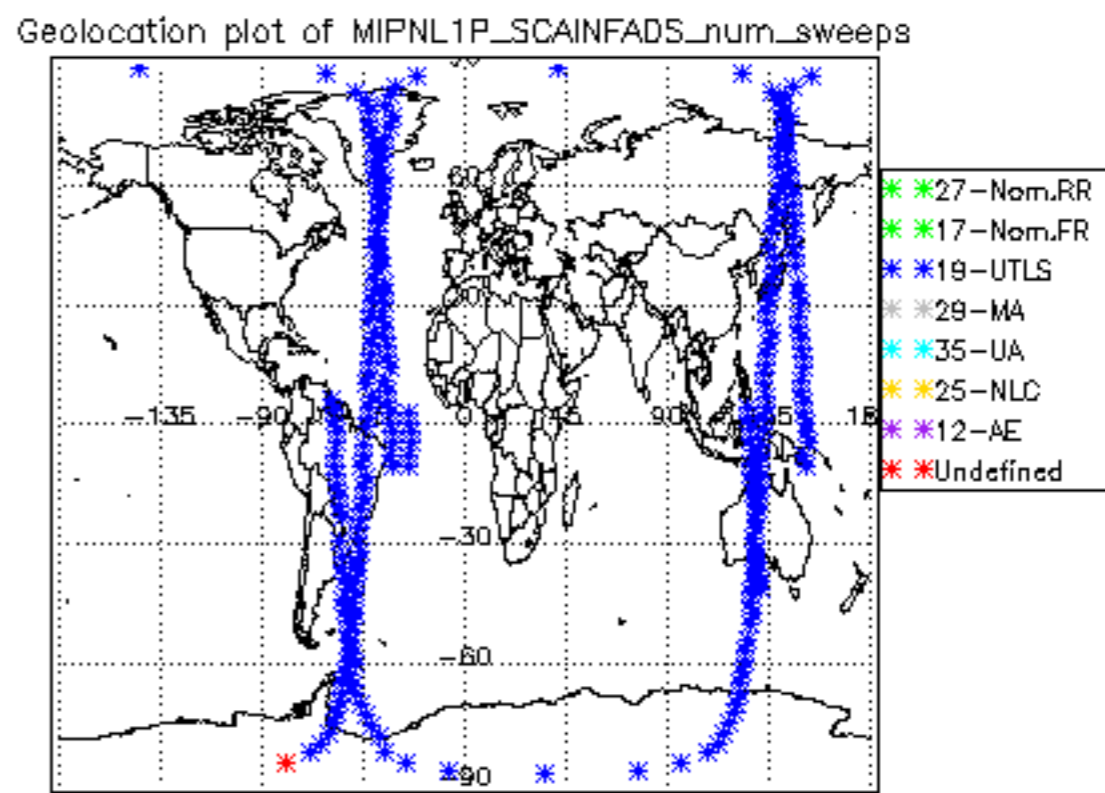 Geolocation plot of MIPNL1P_SCAINFADS_num_sweeps
60
-135
-90
0
90
-30
-60
-90
27-Nom.RR
17-Nom.FR
19-UTLS
29-MA
35-UA
25-NLC
12-AE
Undefined